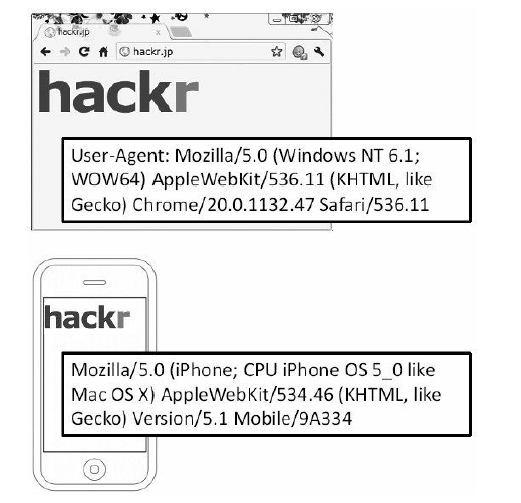 hackr.jp
hackr.jp
hackr
User-Agent: Mozilla/5.0 (Windows NT 6.1;
WOW64) AppleWebKit/536.11 (KHTML, like
Gecko) Chrome/20.0.1132.47 Safari/536.11
hackr
Mozilla/5.0 (iPhone; CPU iPhone OS 5_0 like
Mac OS X) AppleWebKit/534.46 (KHTML, like
Gecko) Version/5.1 Mobile/9A334